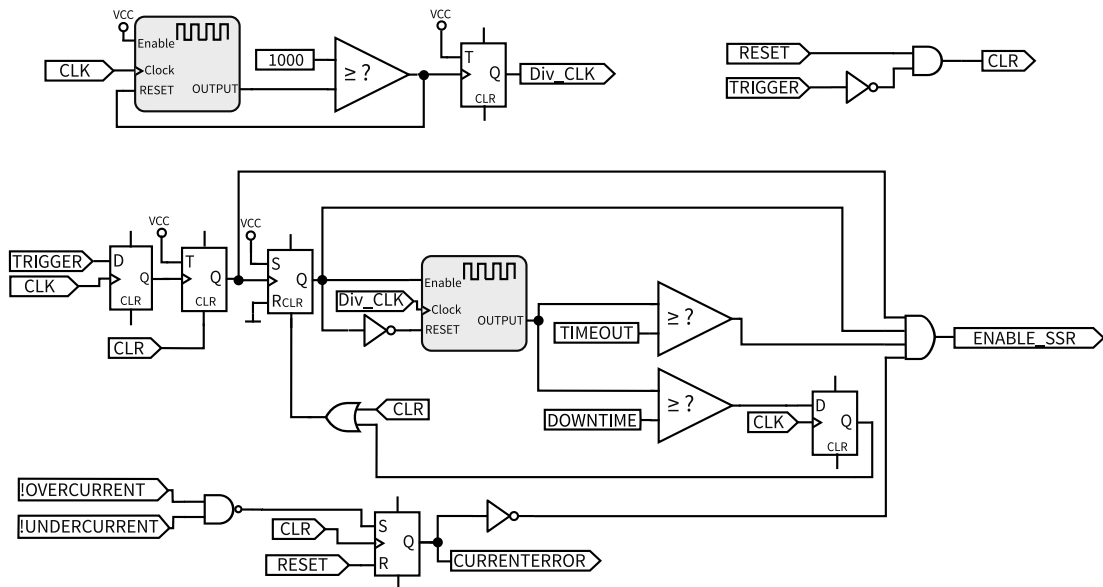 VCC
Enable
CLK
Clock
RESET
OUTPUT
1000
≥ ?
VCC
T
Q
CLR
Div_CLK
RESET
TRIGGER
CLR
TRIGGER
CLK
D
Q
CLR
VCC
T
Q
CLR
CLR
VCC
S
Q
R
CLR
Enable
Div_CLK
Clock
RESET
OUTPUT
TIMEOUT
≥ ?
DOWNTIME
≥ ?
CLK
D
Q
CLR
ENABLE_SSR
CLR
!OVERCURRENT
!UNDERCURRENT
CLR
RESET
S
Q
R
CURRENTERROR